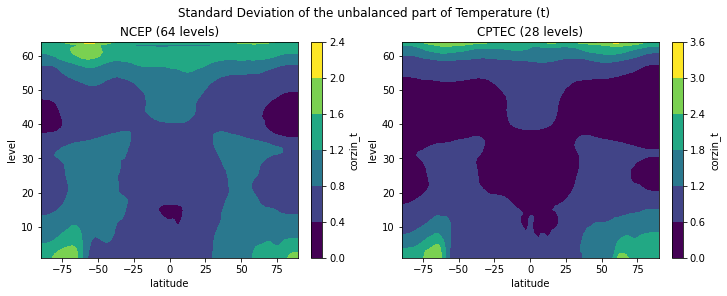 Standard Deviation of the unbalanced part of Temperature (t)
NCEP (64 levels)
60
50
40
30
20
10
level
−75 −50 −25 0 25 50 75
latitude
2.4
2.0
1.6
1.2
0.8
0.4
0.0
corzin_t
CPTEC (28 levels)
60
50
40
30
20
10
level
−75 −50 −25 0 25 50 75
latitude
3.6
3.0
2.4
1.8
1.2
0.6
0.0
corzin_t